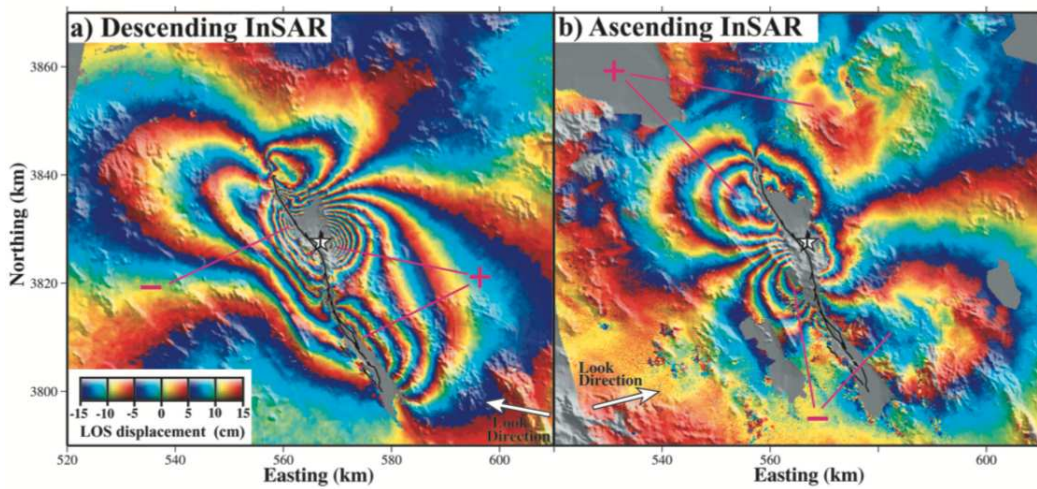 a) Descending InSAR
b) Ascending InSAR
3860
3840
3820
3800
Northing (km)
+
−
+
−
-15 -10 -5 0 5 10 15
LOS displacement (cm)
Look
Direction
Look
Direction
520 540 560 580 600
540 560 580 600
Easting (km)
Easting (km)